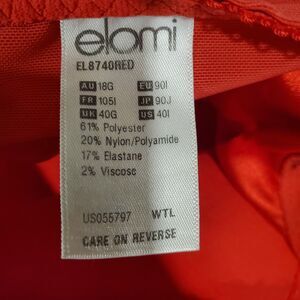 elomi
EL8740RED
AU 18G EU 90I
FR 105I JP 90J
UK 40G US 40I
61% Polyester
20% Nylon/Polyamide
17% Elastane
2% Viscose
US055797 WTL
CARE ON REVERSE